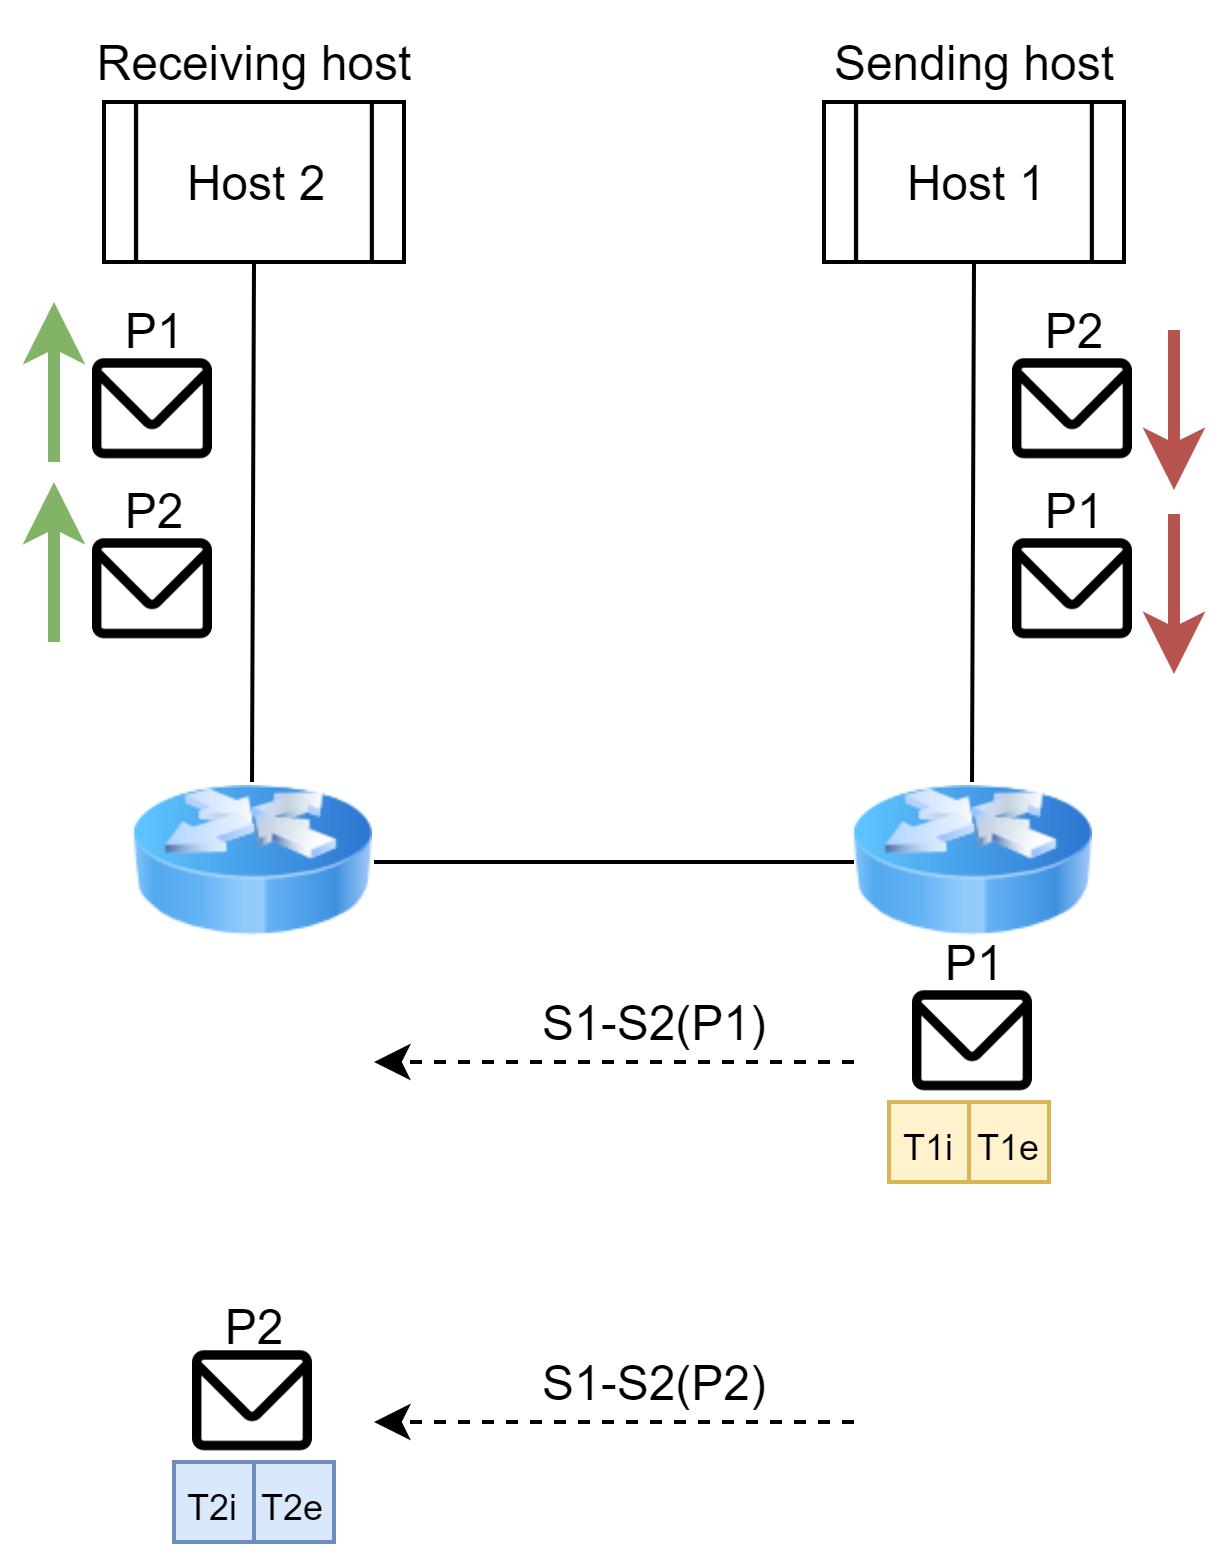 Receiving host
Sending host
Host 2
Host 1
P1
P2
P2
P1
P1
S1-S2(P1)
T1i
T1e
P2
S1-S2(P2)
T2i
T2e